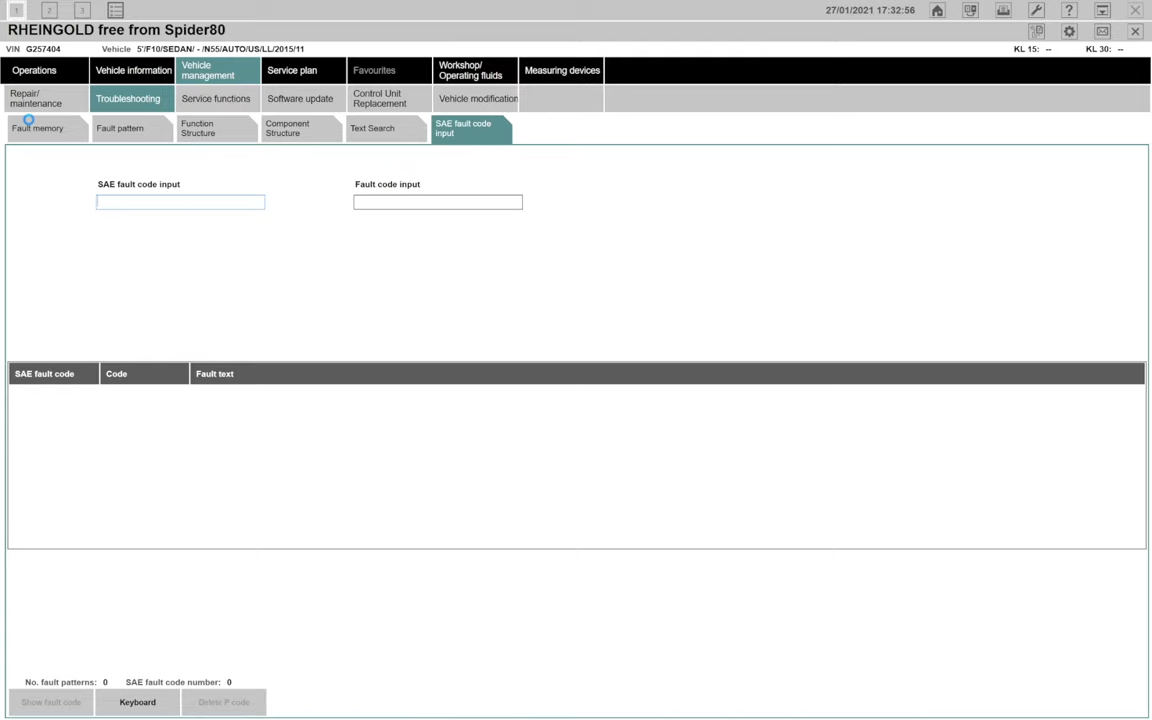 1 2 3 27/01/2021 17:32:56 ?
RHEINGOLD free from Spider80
VIN G257404 Vehicle 5'/F10/SEDAN/ - /N55/AUTO/US/LL/2015/11 KL 15: -- KL 30: --
Operations
Vehicle information
Vehicle
management
Service plan
Favourites
Workshop/
Operating fluids
Measuring devices
Repair/
maintenance
Troubleshooting
Service functions
Software update
Control Unit
Replacement
Vehicle modification
Fault memory
Fault pattern
Function
Structure
Component
Structure
Text Search
SAE fault code
input
SAE fault code input
Fault code input
SAE fault code Code Fault text
No. fault patterns: 0 SAE fault code number: 0
Show fault code Keyboard Delete P code